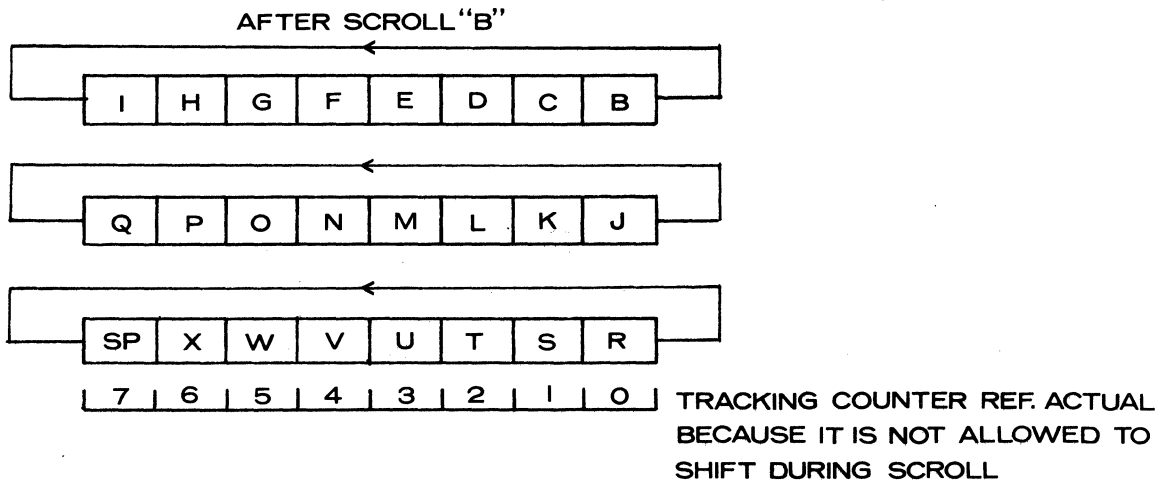 AFTER SCROLL "B"
I H G F E D C B
Q P O N M L K J
SP X W V U T S R
7 6 5 4 3 2 1 0
TRACKING COUNTER REF. ACTUAL
BECAUSE IT IS NOT ALLOWED TO
SHIFT DURING SCROLL